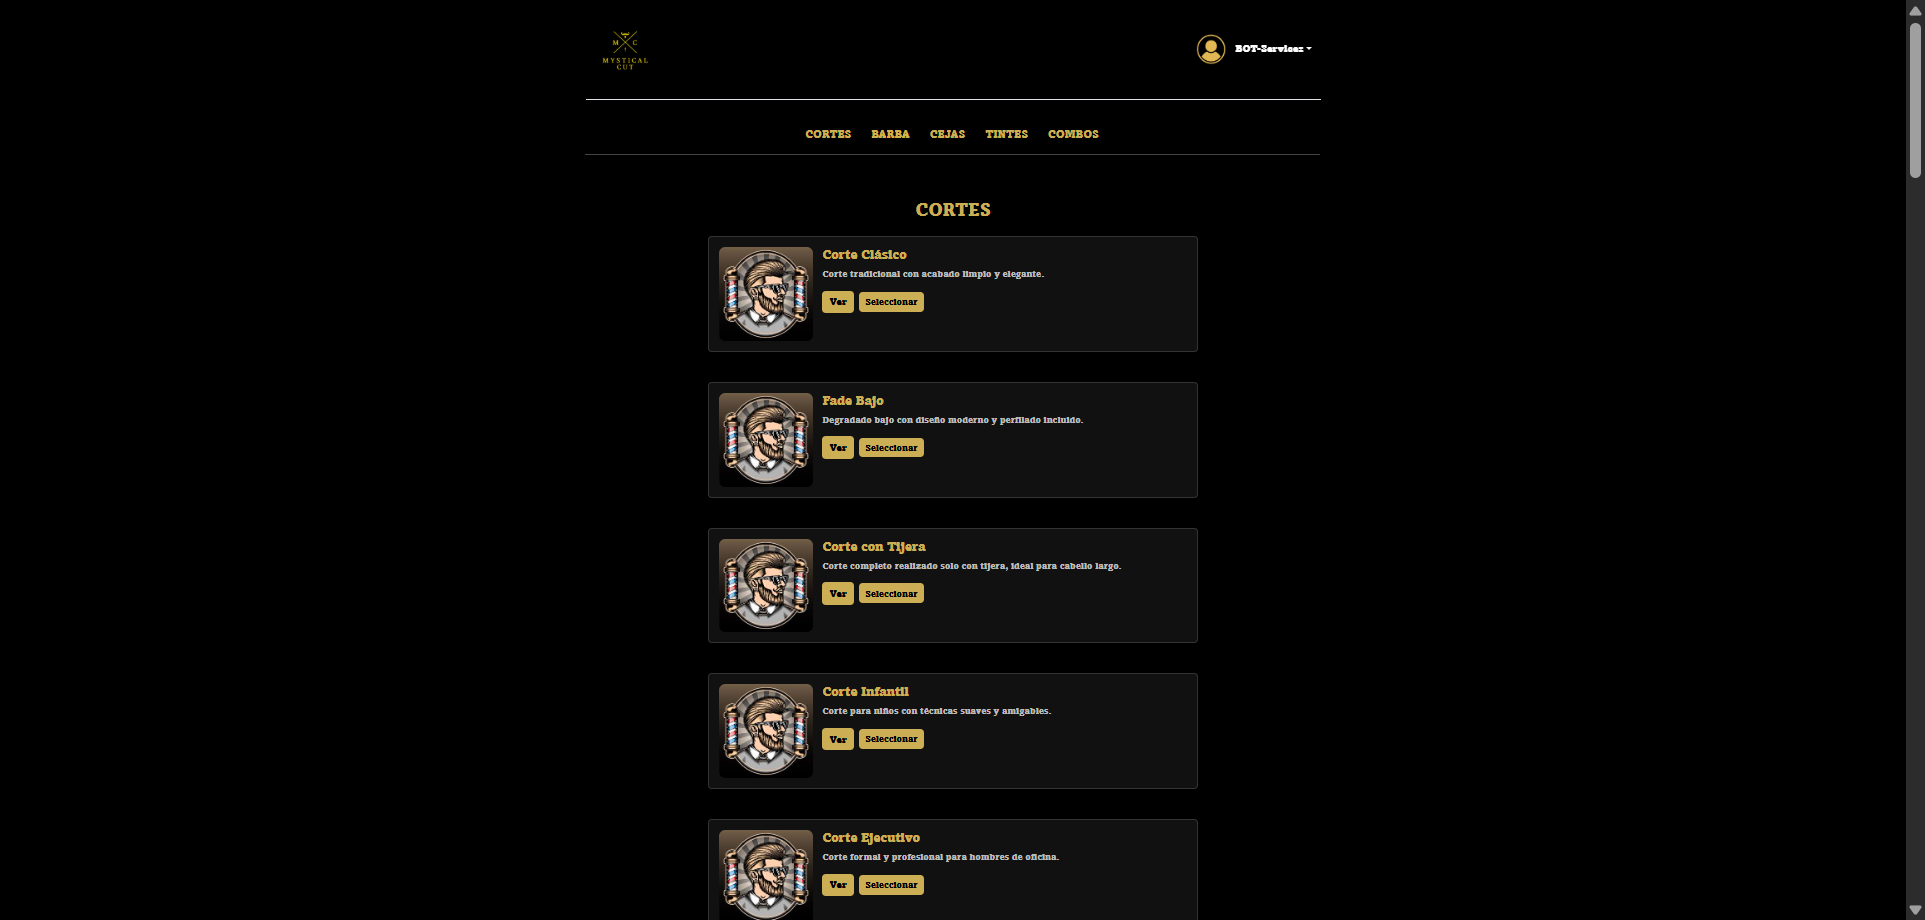 M C
MYSTICAL
CUT
BOT-Services
CORTES BARBA CEJAS TINTES COMBOS
CORTES
Corte Clásico
Corte tradicional con acabado limpio y elegante.
Ver Seleccionar
Fade Bajo
Degradado bajo con diseño moderno y perfilado incluido.
Ver Seleccionar
Corte con Tijera
Corte completo realizado solo con tijera, ideal para cabello largo.
Ver Seleccionar
Corte Infantil
Corte para niños con técnicas suaves y amigables.
Ver Seleccionar
Corte Ejecutivo
Corte formal y profesional para hombres de oficina.
Ver Seleccionar